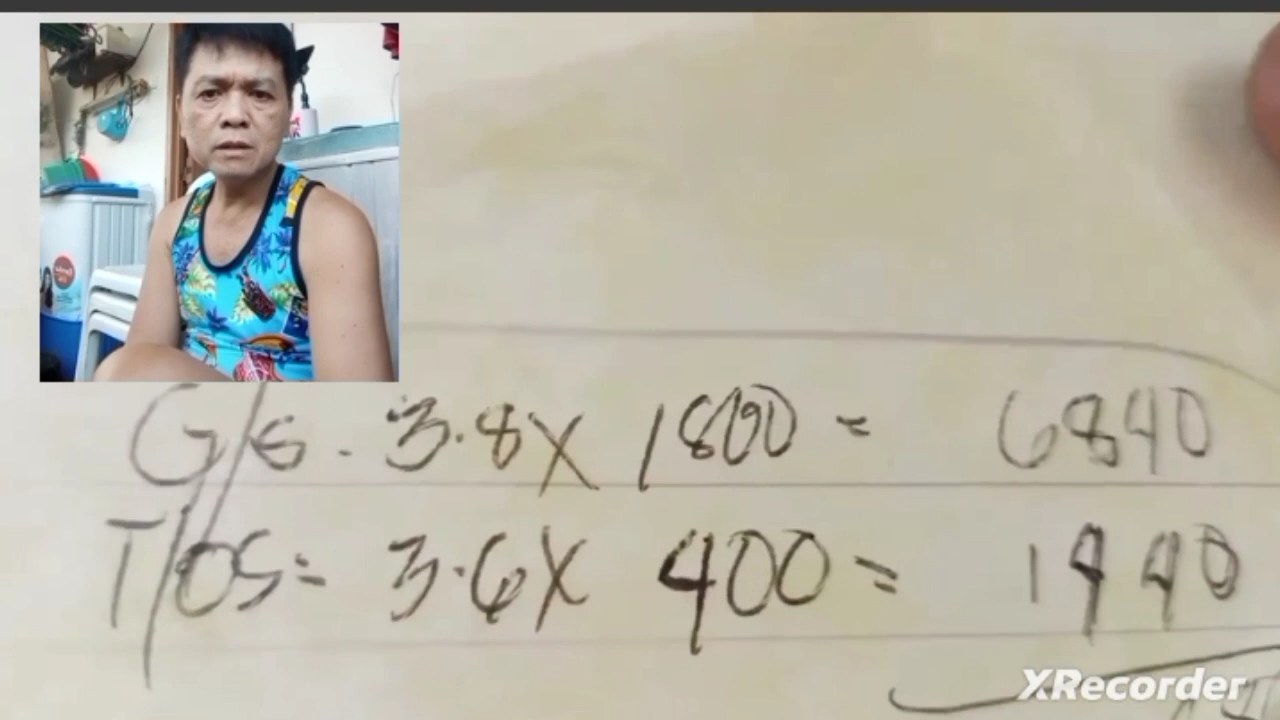 G/S. 3.8X 1800 = 6840
T/OS = 3.6X 400 = 1440
XRecorder